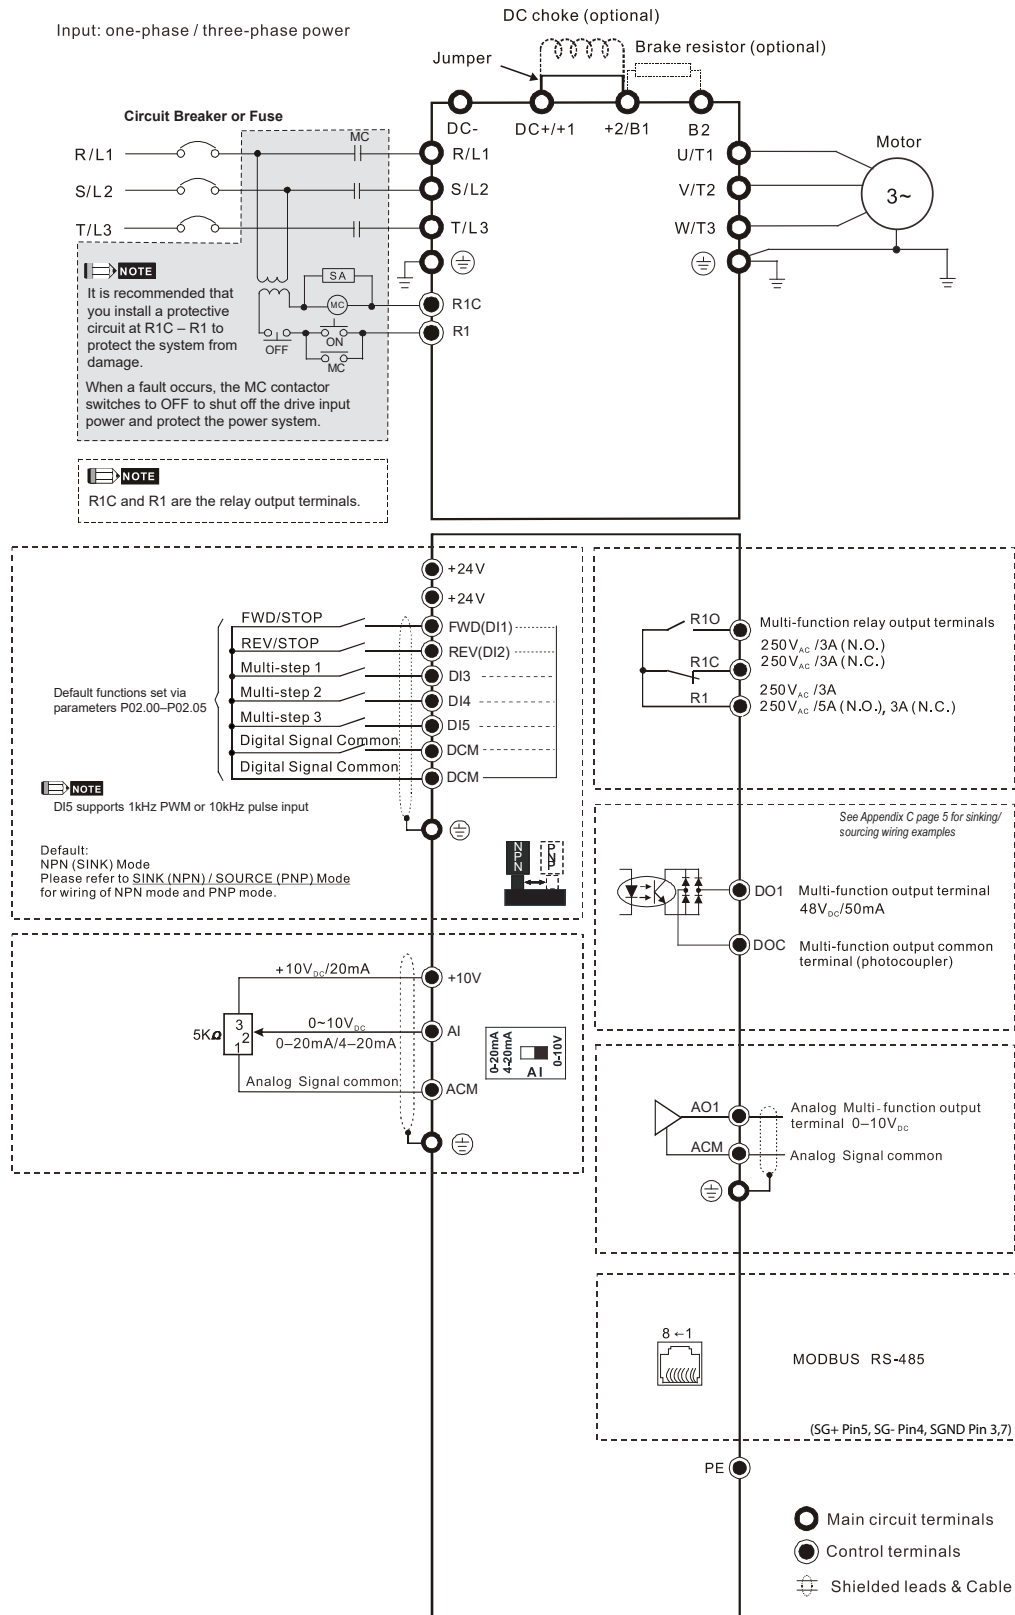 Input: one-phase / three-phase power
DC choke (optional)
Jumper
Brake resistor (optional)
DC-
DC+/+1
+2/B1
B2
Circuit Breaker or Fuse
MC
R/L1
R/L1
U/T1
Motor
S/L2
S/L2
V/T2
3~
T/L3
T/L3
W/T3
NOTE
It is recommended that
you install a protective
circuit at R1C – R1 to
protect the system from
damage.
SA
MC
R1C
ON
R1
OFF
MC
When a fault occurs, the MC contactor
switches to OFF to shut off the drive input
power and protect the power system.
NOTE
R1C and R1 are the relay output terminals.
+24V
+24V
FWD/STOP
FWD(DI1)
REV/STOP
REV(DI2)
Multi-step 1
DI3
Default functions set via
parameters P02.00–P02.05
Multi-step 2
DI4
Multi-step 3
DI5
Digital Signal Common
DCM
Digital Signal Common
DCM
NOTE
DI5 supports 1kHz PWM or 10kHz pulse input
Default:
NPN (SINK) Mode
Please refer to SINK (NPN) / SOURCE (PNP) Mode
for wiring of NPN mode and PNP mode.
NPN
PNP
R1O
Multi-function relay output terminals
250VAC /3A (N.O.)
R1C
250VAC /3A (N.C.)
R1
250VAC /3A
250VAC /5A (N.O.), 3A (N.C.)
See Appendix C page 5 for sinking/
sourcing wiring examples
DO1
Multi-function output terminal
48VDC/50mA
DOC
Multi-function output common
terminal (photocoupler)
+10VDC/20mA
+10V
5KΩ
3
2
1
0~10VDC
0–20mA/4–20mA
AI
Analog Signal common
ACM
0-20mA
4-20mA
AI
0-10V
AO1
Analog Multi-function output
terminal 0–10VDC
ACM
Analog Signal common
8 ←1
MODBUS RS-485
(SG+ Pin5, SG- Pin4, SGND Pin 3,7)
PE
Main circuit terminals
Control terminals
Shielded leads & Cable